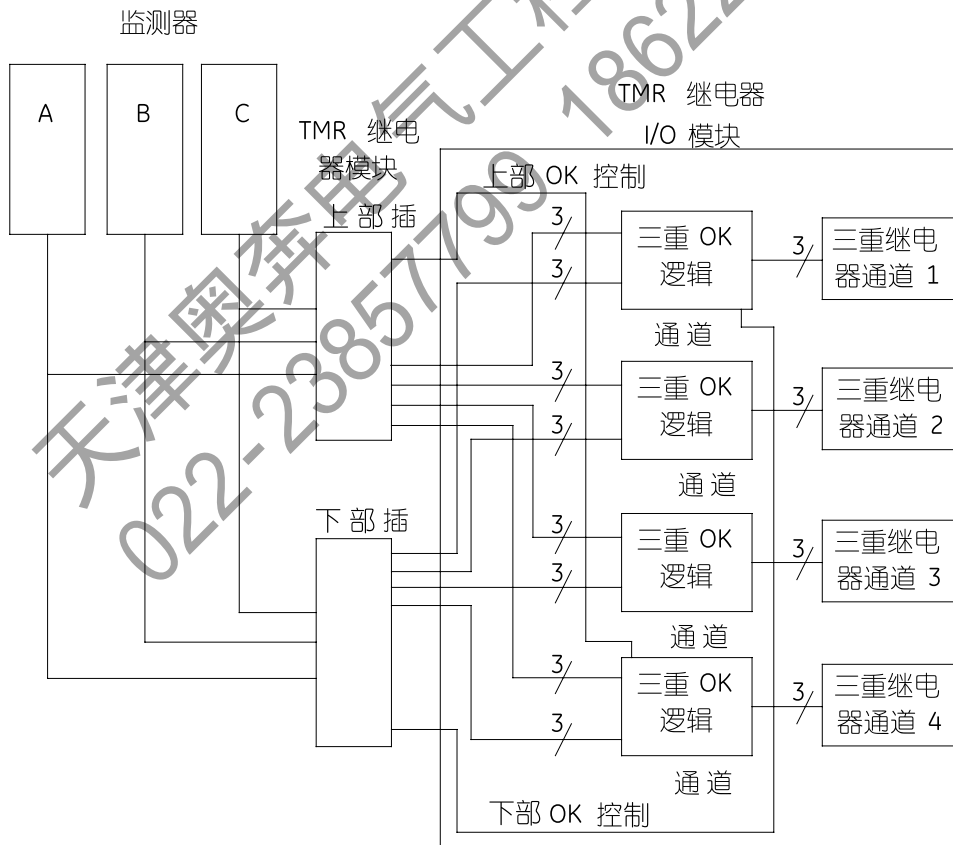 监测器
A
B
C
TMR 继电
器模块
上 部 插
下 部 插
TMR 继电器
I/O 模块
上部 OK 控制
3
3
三重 OK
逻辑
通 道
3
三重继电
器通道 1
3
3
三重 OK
逻辑
通 道
3
三重继电
器通道 2
3
3
三重 OK
逻辑
通 道
3
三重继电
器通道 3
3
3
三重 OK
逻辑
通 道
3
三重继电
器通道 4
下部 OK 控制
天津奥奔电气工程
022-23857799 18622